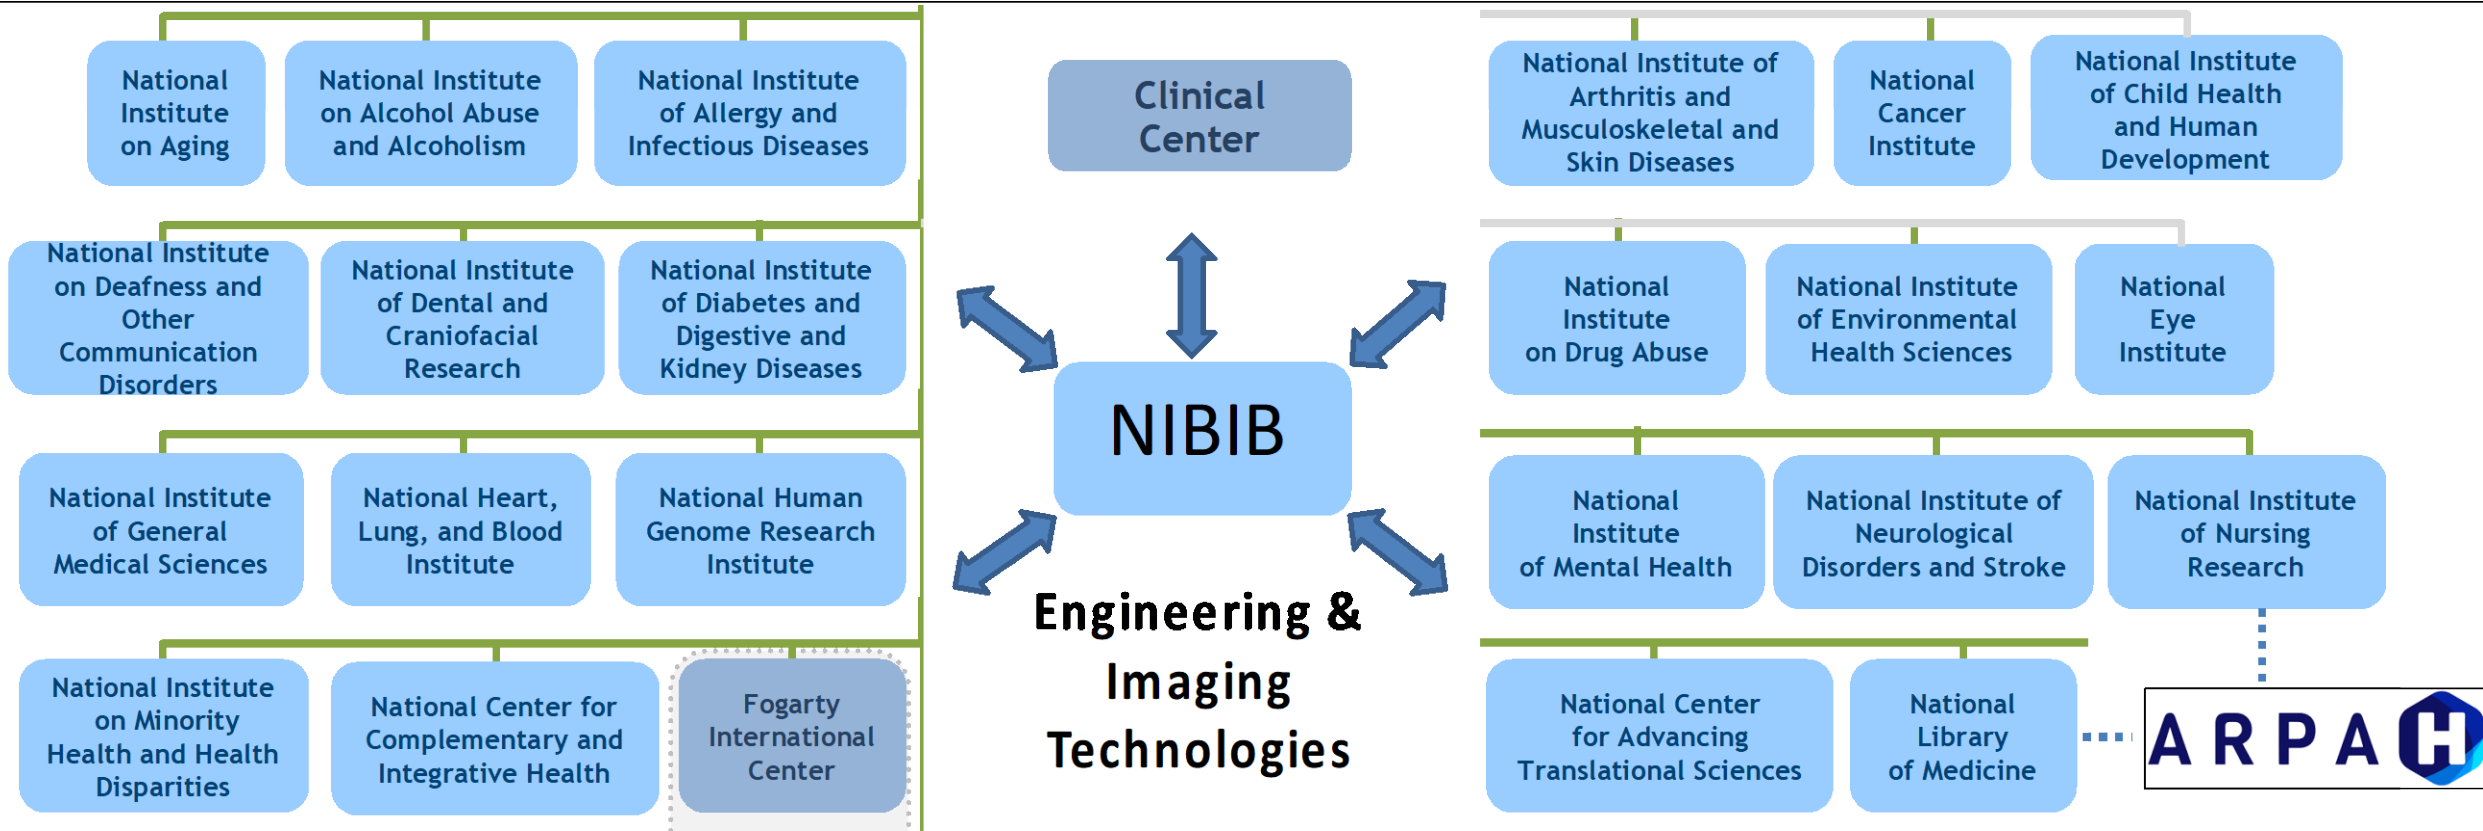 National
Institute
on Aging
National Institute
on Alcohol Abuse
and Alcoholism
National Institute
of Allergy and
Infectious Diseases
Clinical
Center
National Institute of
Arthritis and
Musculoskeletal and
Skin Diseases
National
Cancer
Institute
National Institute
of Child Health
and Human
Development
National Institute
on Deafness and
Other
Communication
Disorders
National Institute
of Dental and
Craniofacial
Research
National Institute
of Diabetes and
Digestive and
Kidney Diseases
National
Institute
on Drug Abuse
National Institute
of Environmental
Health Sciences
National
Eye
Institute
NIBIB
National Institute
of General
Medical Sciences
National Heart,
Lung, and Blood
Institute
National Human
Genome Research
Institute
National
Institute
of Mental Health
National Institute of
Neurological
Disorders and Stroke
National Institute
of Nursing
Research
Engineering &
Imaging
Technologies
National Institute
on Minority
Health and Health
Disparities
National Center for
Complementary and
Integrative Health
Fogarty
International
Center
National Center
for Advancing
Translational Sciences
National
Library
of Medicine
ARPA H